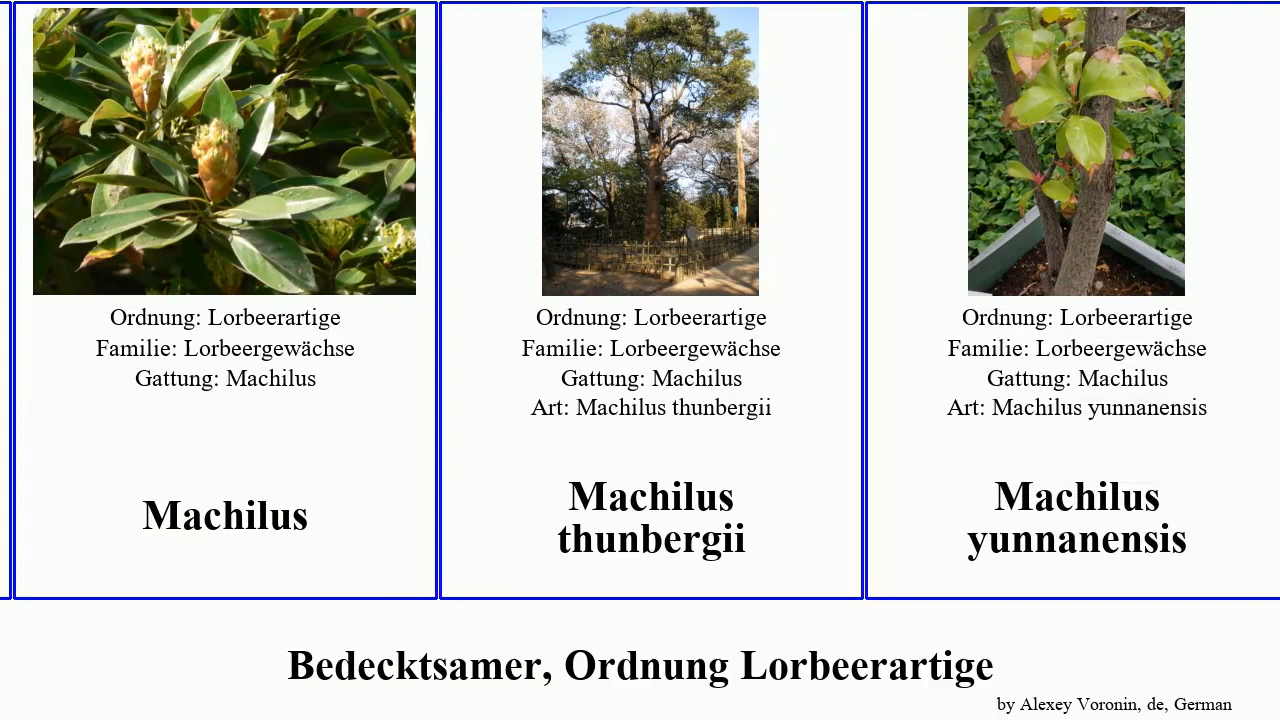 Ordnung: Lorbeerartige
Familie: Lorbeergewächse
Gattung: Machilus
Machilus
Ordnung: Lorbeerartige
Familie: Lorbeergewächse
Gattung: Machilus
Art: Machilus thunbergii
Machilus
thunbergii
Ordnung: Lorbeerartige
Familie: Lorbeergewächse
Gattung: Machilus
Art: Machilus yunnanensis
Machilus
yunnanensis
Bedecktsamer, Ordnung Lorbeerartige
by Alexey Voronin, de, German